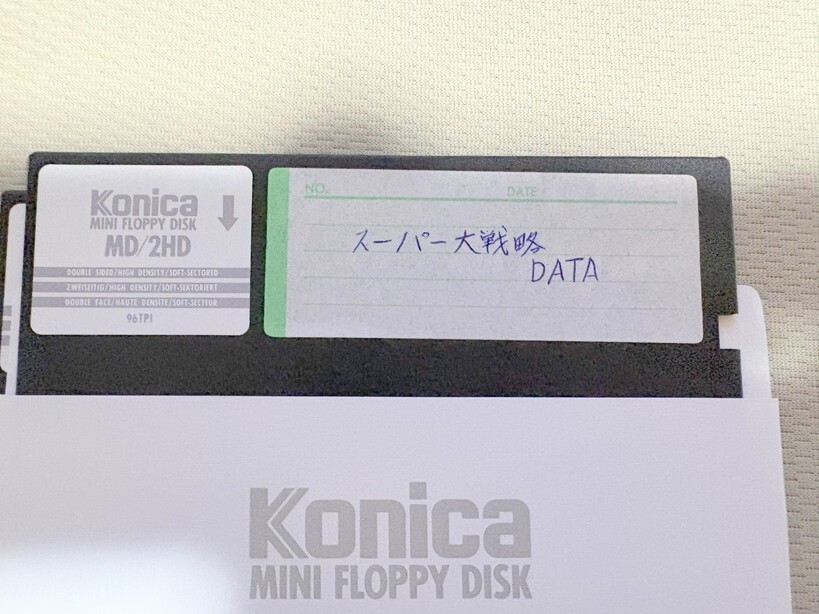 Konica
MINI FLOPPY DISK
MD/2HD
DOUBLE SIDED/HIGH DENSITY/SOFT-SECTORED
ZWEISEITIG/HIGH DENSITY/SOFT-SEKTORIERT
DOUBLE FACE/HAUTE DENSITE/SOFT-SECTEUR
96TPI
NO. DATE
スーパー大戦略
DATA
Konica
MINI FLOPPY DISK